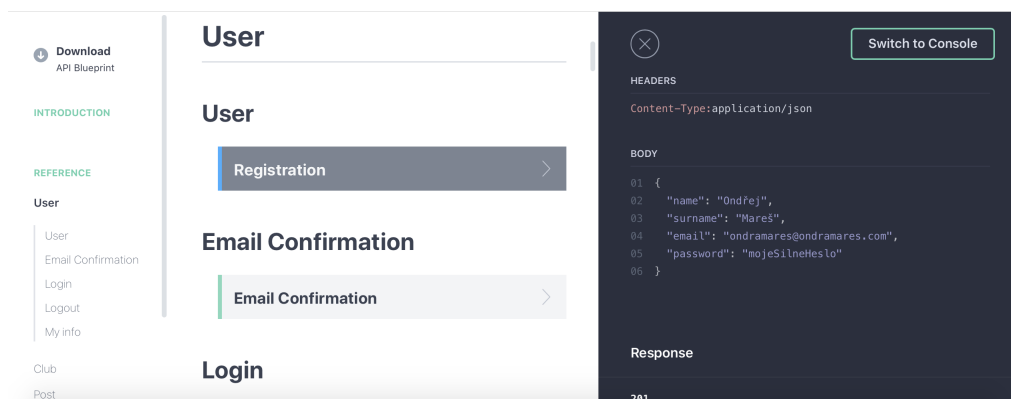 Download
API Blueprint
INTRODUCTION
REFERENCE
User
User
Email Confirmation
Login
Logout
My info
Club
Post
User
User
Registration
Email Confirmation
Email Confirmation
Login
Switch to Console
HEADERS
Content-Type:application/json
BODY
01 {
02 "name": "Ondřej",
03 "surname": "Mareš",
04 "email": "ondramares@ondramares.com",
05 "password": "mojeSilneHeslo"
06 }
Response
201